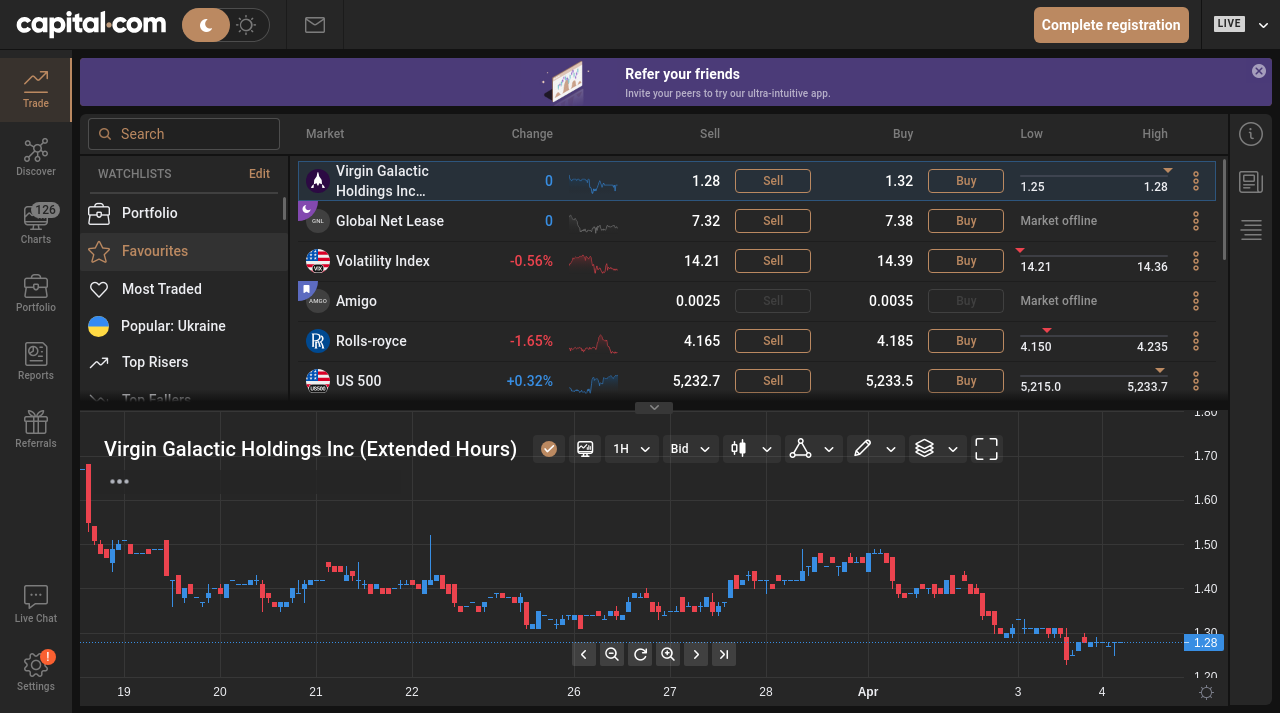 capital.com
Complete registration
LIVE
Trade
Discover
126
Charts
Portfolio
Reports
Referrals
Live Chat
!
Settings
Refer your friends
Invite your peers to try our ultra-intuitive app.
Search
Market Change Sell Buy Low High
WATCHLISTS Edit
Portfolio
Favourites
Most Traded
Popular: Ukraine
Top Risers
Top Fallers
Virgin Galactic
Holdings Inc... 0 1.28 Sell 1.32 Buy 1.25 1.28
GNL Global Net Lease 0 7.32 Sell 7.38 Buy Market offline
VIX Volatility Index -0.56% 14.21 Sell 14.39 Buy 14.21 14.36
AMGO Amigo 0.0025 Sell 0.0035 Buy Market offline
Rolls-royce -1.65% 4.165 Sell 4.185 Buy 4.150 4.235
US500 US 500 +0.32% 5,232.7 Sell 5,233.5 Buy 5,215.0 5,233.7
Virgin Galactic Holdings Inc (Extended Hours) 1H Bid
1.80
1.70
1.60
1.50
1.40
1.30
1.28
1.20
19 20 21 22 26 27 28 Apr 3 4